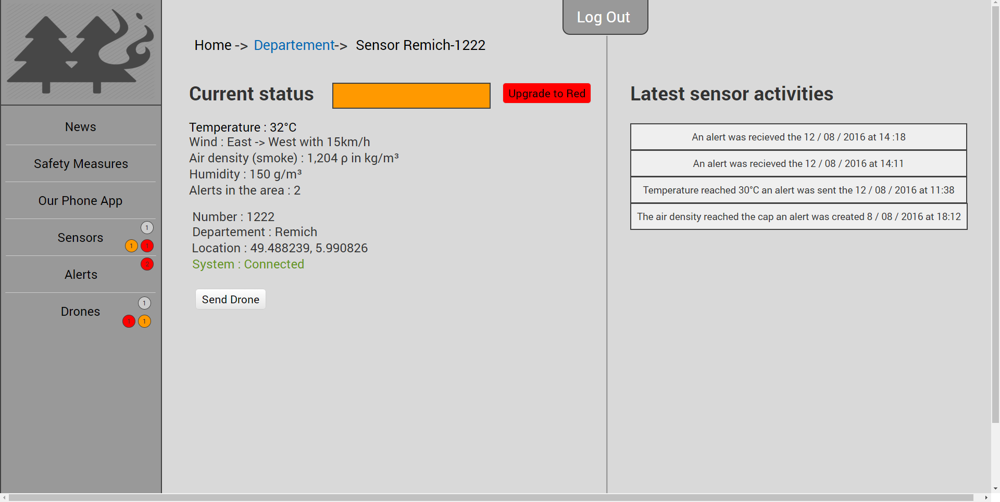 Log Out
Home -> Departement-> Sensor Remich-1222
Current status
Upgrade to Red
Temperature : 32°C
Wind : East -> West with 15km/h
Air density (smoke) : 1,204 ρ in kg/m³
Humidity : 150 g/m³
Alerts in the area : 2
Number : 1222
Departement : Remich
Location : 49.488239, 5.990826
System : Connected
Send Drone
Latest sensor activities
An alert was recieved the 12 / 08 / 2016 at 14 :18
An alert was recieved the 12 / 08 / 2016 at 14:11
Temperature reached 30°C an alert was sent the 12 / 08 / 2016 at 11:38
The air density reached the cap an alert was created 8 / 08 / 2016 at 18:12
News
Safety Measures
Our Phone App
Sensors
1
1 1
Alerts
2
Drones
1
1 1